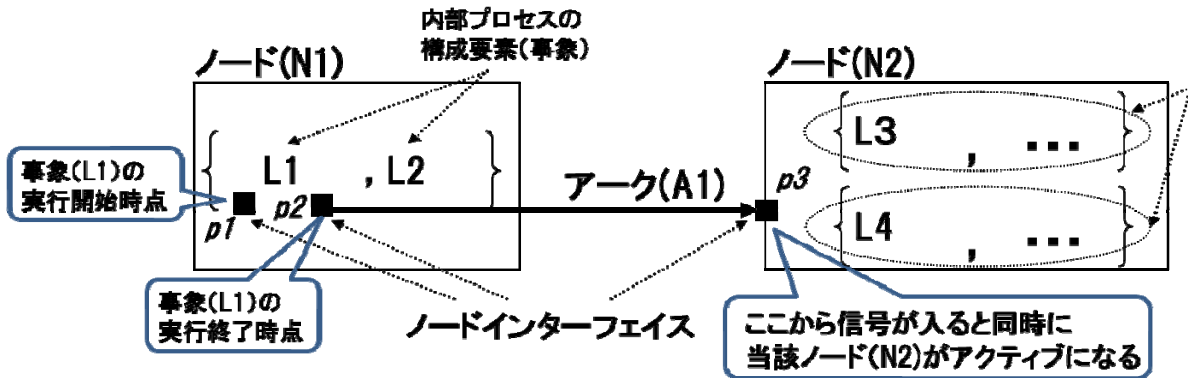 内部プロセスの
構成要素(事象)
ノード(N1)
ノード(N2)
{ L1 , L2 }
{ L3 , … }
事象(L1)の
実行開始時点
p1
p2
アーク(A1)
p3
{ L4 , … }
事象(L1)の
実行終了時点
ノードインターフェイス
ここから信号が入ると同時に
当該ノード(N2)がアクティブになる